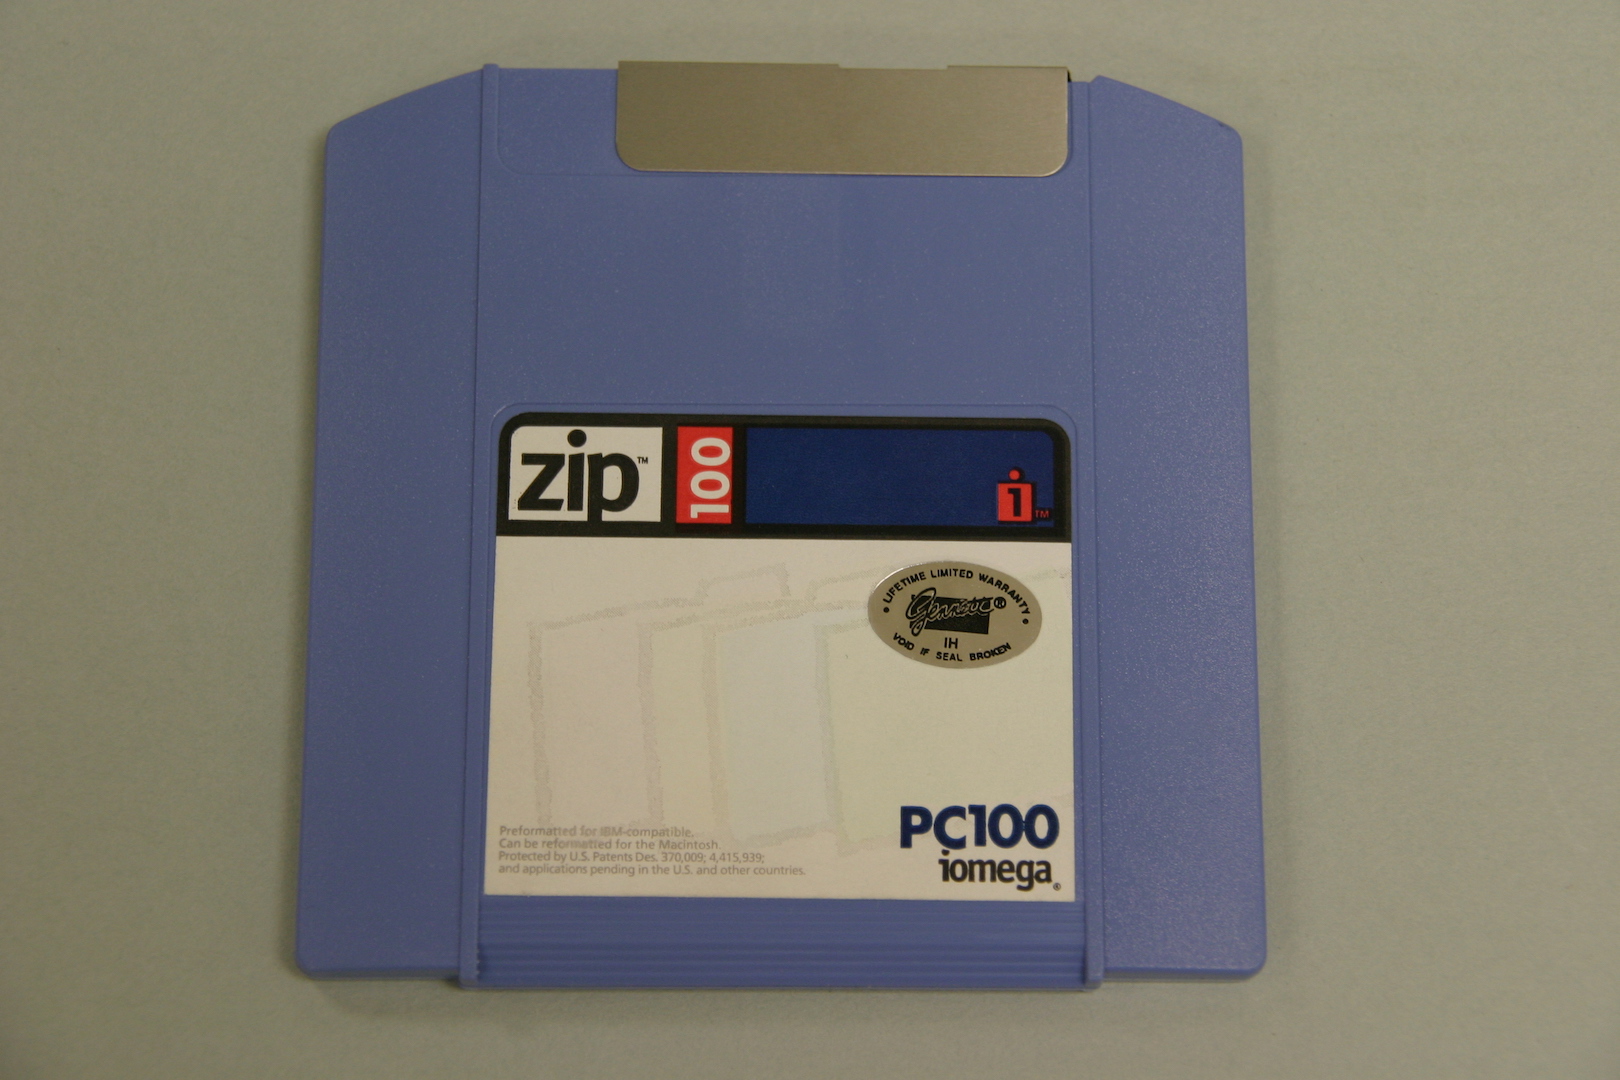 zip™
100
i™
LIFETIME LIMITED WARRANTY
Genuine®
IH
VOID IF SEAL BROKEN
Preformatted for IBM-compatible.
Can be reformatted for the Macintosh.
Protected by U.S. Patents Des. 370,009; 4,415,939;
and applications pending in the U.S. and other countries.
PC100
iomega®